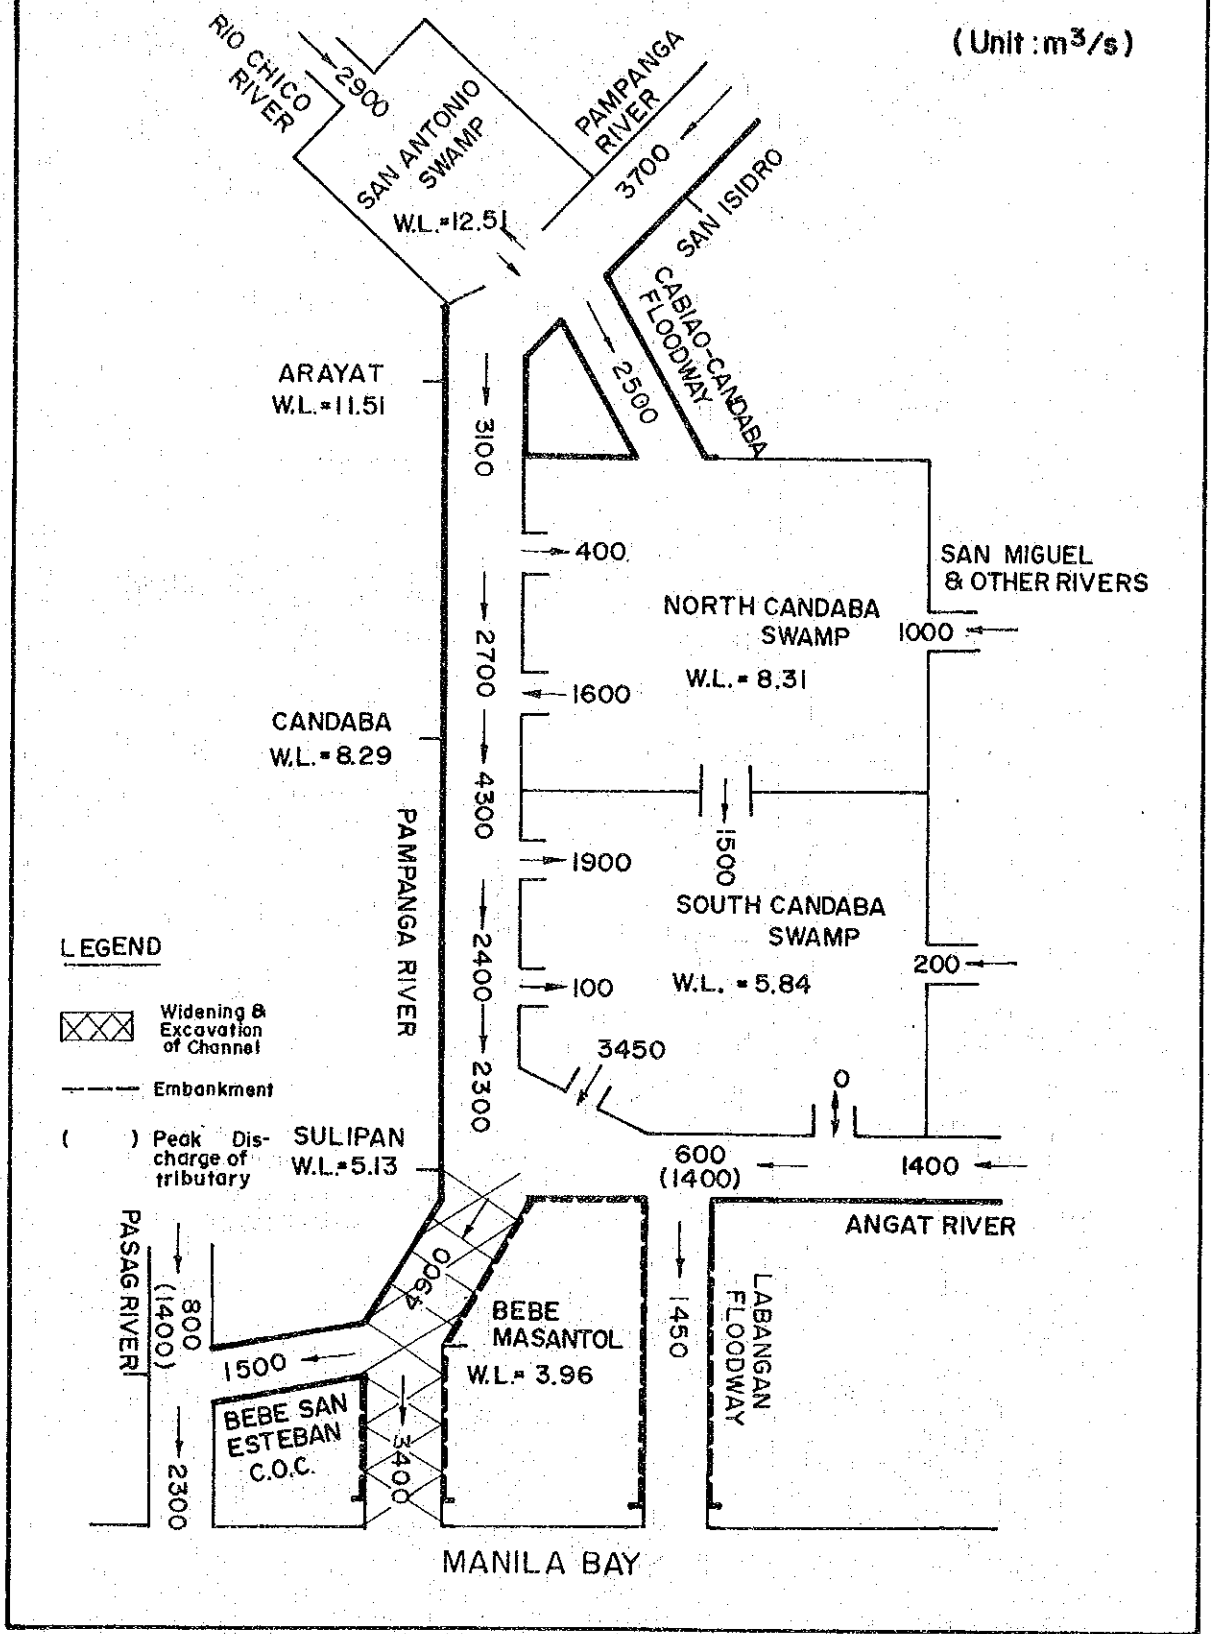 (Unit : m³/s)
RIO CHICO
RIVER
2900
SAN ANTONIO
SWAMP
W.L.=12.51
PAMPANGA
RIVER
3700
SAN ISIDRO
CABIAO-CANDABA
FLOODWAY
2500
ARAYAT
W.L.=11.51
3100
400
SAN MIGUEL
& OTHER RIVERS
1000
NORTH CANDABA
SWAMP
W.L.= 8.31
2700
1600
CANDABA
W.L.=8.29
4300
1500
PAMPANGA RIVER
1900
SOUTH CANDABA
SWAMP
W.L. = 5.84
200
2400
100
2300
3450
0
LEGEND
Widening &
Excavation
of Channel
Embankment
( ) Peak Dis-
charge of
tributary
SULIPAN
W.L.=5.13
600
(1400)
1400
ANGAT RIVER
PASAG RIVER
800
(1400)
4900
BEBE
MASANTOL
W.L.= 3.96
1450
LABANGAN
FLOODWAY
1500
BEBE SAN
ESTEBAN
C.O.C.
2300
3400
MANILA BAY